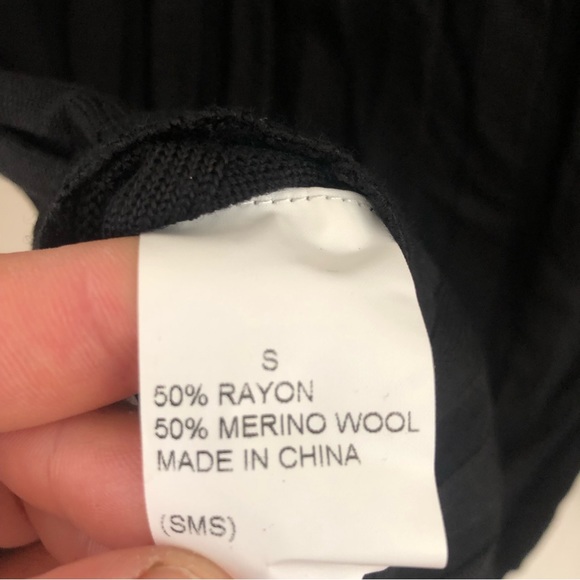 S
50% RAYON
50% MERINO WOOL
MADE IN CHINA
(SMS)